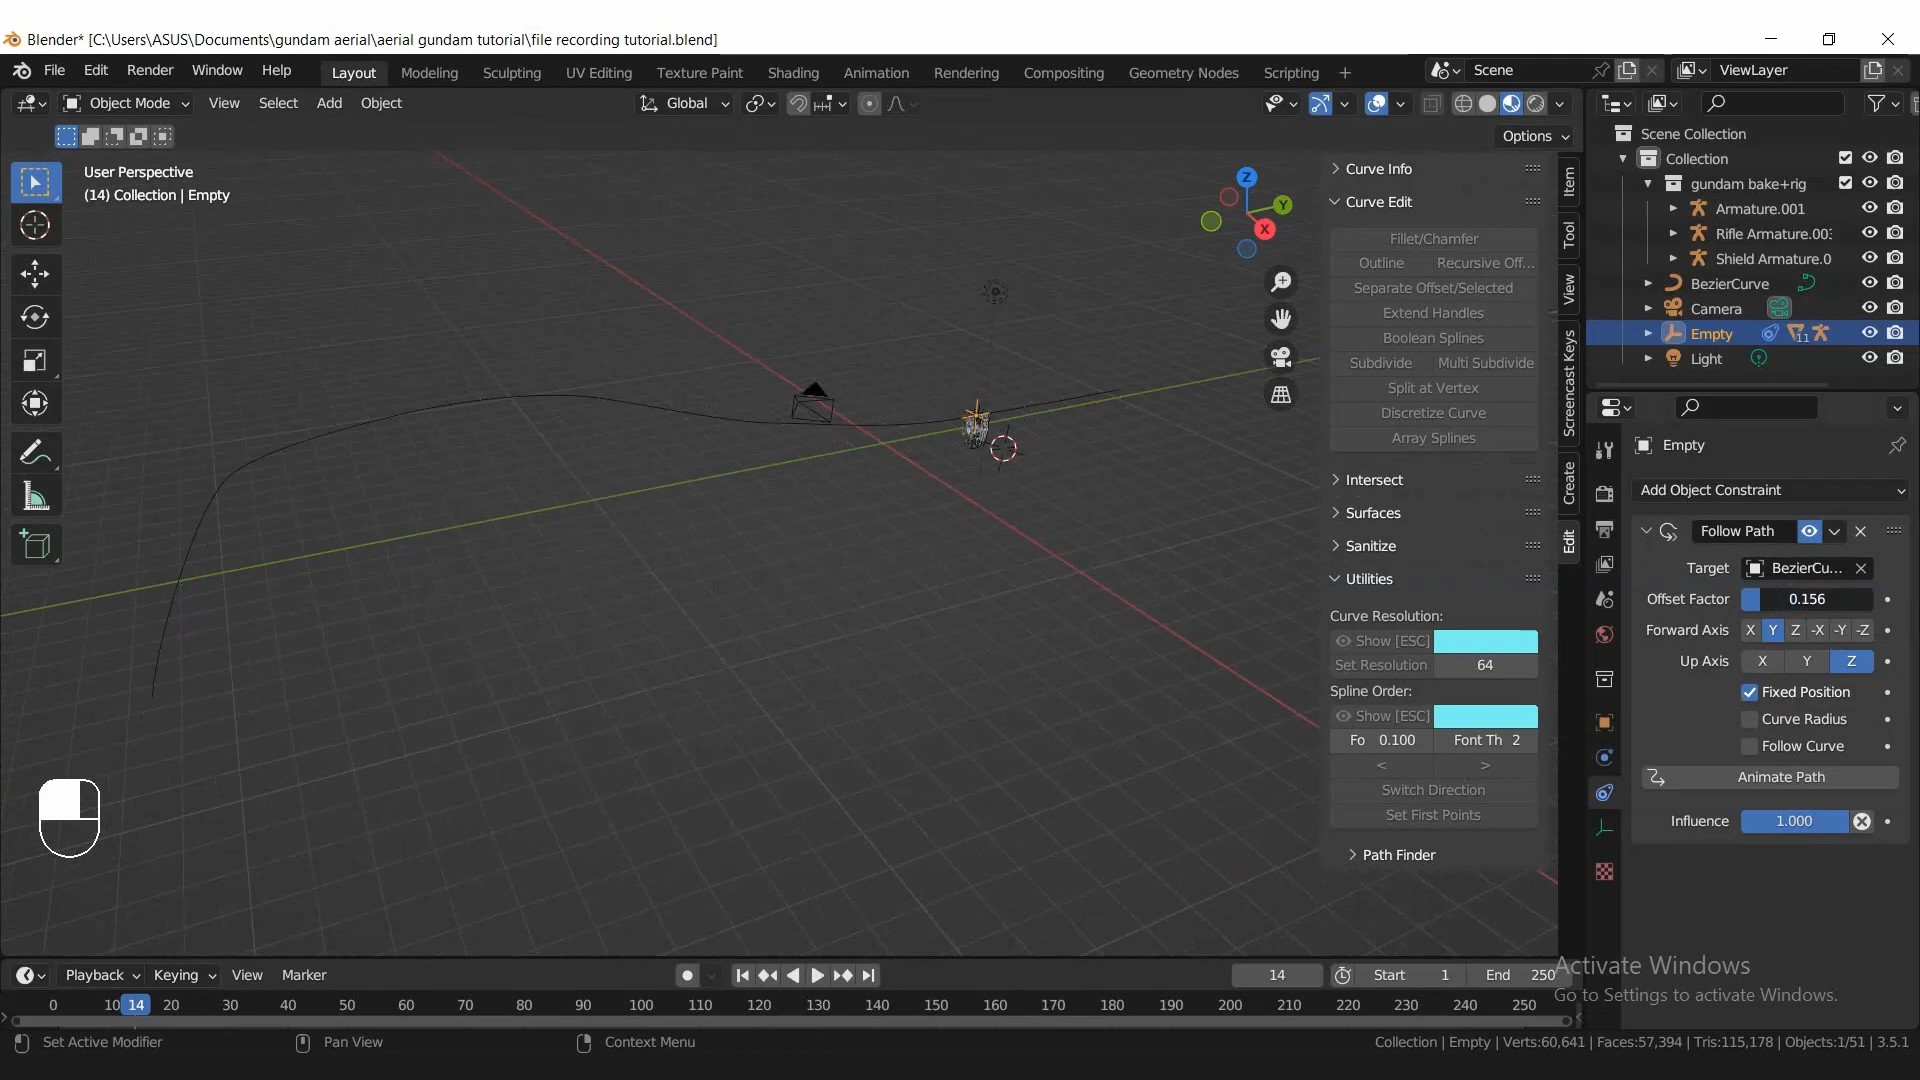 Blender* [C:\Users\ASUS\Documents\gundam aerial\aerial gundam tutorial\file recording tutorial.blend]
File Edit Render Window Help Layout Modeling Sculpting UV Editing Texture Paint Shading Animation Rendering Compositing Geometry Nodes Scripting + Scene ViewLayer
Object Mode View Select Add Object Global
Options
User Perspective
(14) Collection | Empty
Z
Y
X
Curve Info
Curve Edit
Fillet/Chamfer
Outline Recursive Off...
Separate Offset/Selected
Extend Handles
Boolean Splines
Subdivide Multi Subdivide
Split at Vertex
Discretize Curve
Array Splines
Intersect
Surfaces
Sanitize
Utilities
Curve Resolution:
Show [ESC]
Set Resolution 64
Spline Order:
Show [ESC]
Fo 0.100 Font Th 2
< >
Switch Direction
Set First Points
Path Finder
Item
Tool
View
Screencast Keys
Create
Edit
Scene Collection
Collection
gundam bake+rig
Armature.001
Rifle Armature.003
Shield Armature.0
BezierCurve
Camera
Empty 11
Light
Empty
Add Object Constraint
Follow Path
Target BezierCu...
Offset Factor 0.156
Forward Axis X Y Z -X -Y -Z
Up Axis X Y Z
Fixed Position
Curve Radius
Follow Curve
Animate Path
Influence 1.000
Activate Windows
Go to Settings to activate Windows.
Playback Keying View Marker 14 Start 1 End 250
0 10 14 20 30 40 50 60 70 80 90 100 110 120 130 140 150 160 170 180 190 200 210 220 230 240 250
Set Active Modifier Pan View Context Menu Collection | Empty | Verts:60,641 | Faces:57,394 | Tris:115,178 | Objects:1/51 | 3.5.1